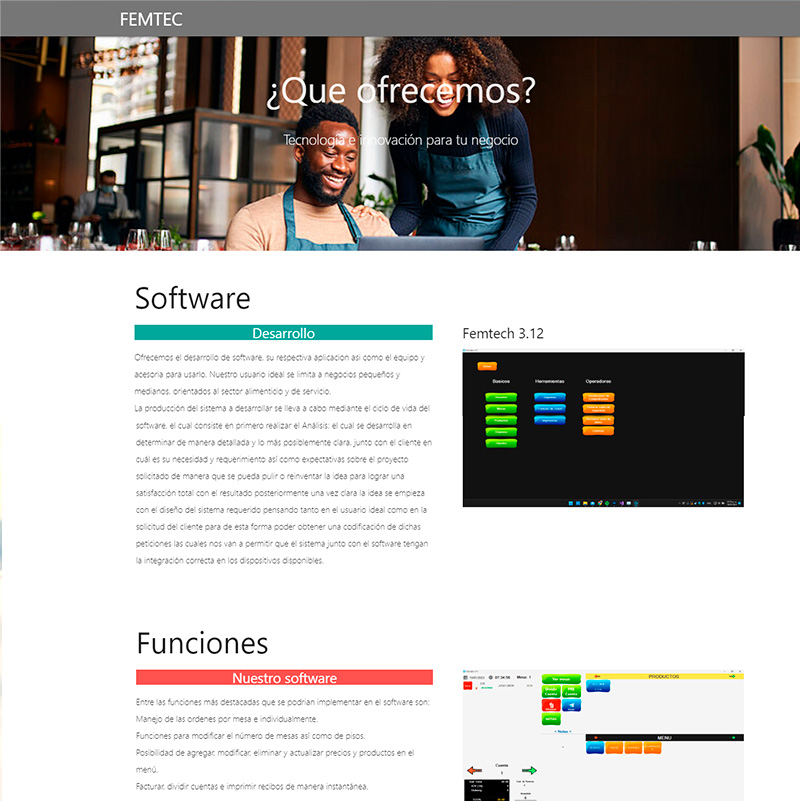 FEMTEC
¿Que ofrecemos?
Tecnología e innovación para tu negocio
Software
Desarrollo
Ofrecemos el desarrollo de software, su respectiva aplicacion asi como el equipo y
acesoria para usarlo. Nuestro usuario ideal se limita a negocios pequeños y
medianos, orientados al sector alimenticio y de servicio.
La producción del sistema a desarrollar se lleva a cabo mediante el ciclo de vida del
software, el cual consiste en primero realizar el Análisis; el cual se desarrolla en
determinar de manera detallada y lo más posiblemente clara, junto con el cliente en
cuál es su necesidad y requerimiento así como expectativas sobre el proyecto
solicitado de manera que se pueda pulir o reinventar la idea para lograr una
satisfacción total con el resultado posteriormente una vez clara la idea se empieza
con el diseño del sistema requerido pensando tanto en el usuario ideal como en la
solicitud del cliente para de esta forma poder obtener una codificación de dichas
peticiones las cuales nos van a permitir que el sistema junto con el software tengan
la integración correcta en los dispositivos disponibles.
Femtech 3.12
Basicos Herramientas Operadores
Funciones
Nuestro software
Entre las funciones más destacadas que se podrian implementar en el software son:
Manejo de las ordenes por mesa e individualmente.
Funciones para modificar el número de mesas así como de pisos.
Posibilidad de agregar, modificar, eliminar y actualizar precios y productos en el
menú.
Facturar, dividir cuentas e imprimir recibos de manera instantánea.
PRODUCTOS
MENU
Cuenta
1